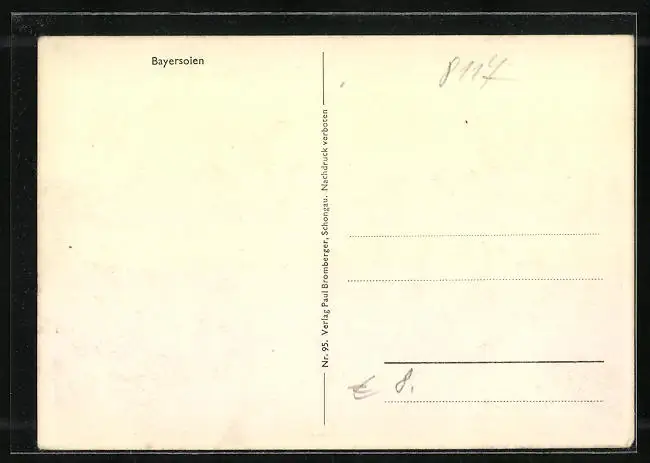 Bayersoien
8117
Nr. 95. Verlag Paul Bromberger, Schongau. Nachdruck verboten
€ 8.